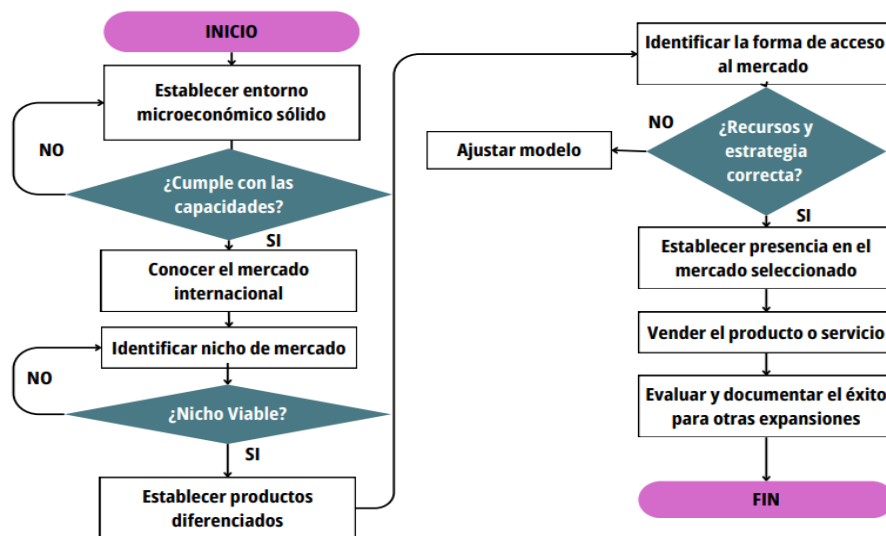 INICIO
Establecer entorno
microeconómico sólido
NO
¿Cumple con las
capacidades?
SI
Conocer el mercado
internacional
Identificar nicho de mercado
NO
¿Nicho Viable?
SI
Establecer productos
diferenciados
Identificar la forma de acceso
al mercado
NO
¿Recursos y
estrategia
correcta?
Ajustar modelo
SI
Establecer presencia en el
mercado seleccionado
Vender el producto o servicio
Evaluar y documentar el éxito
para otras expansiones
FIN